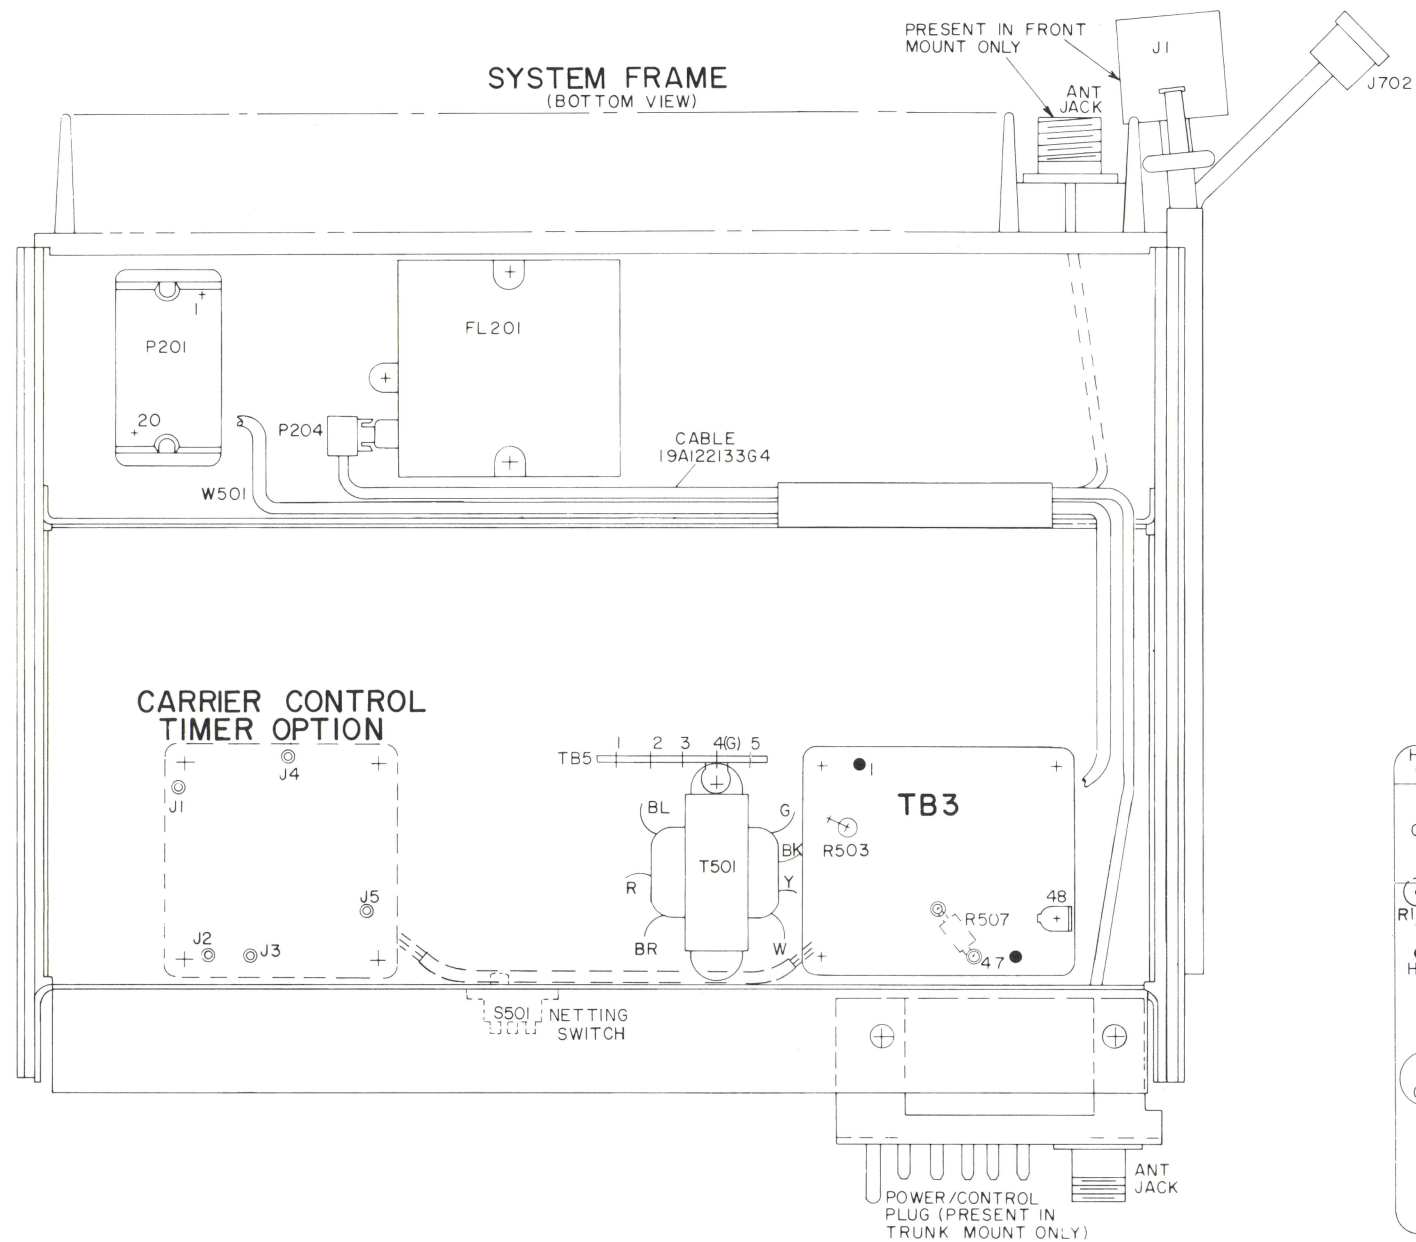 PRESENT IN FRONT
MOUNT ONLY
J1
J702
SYSTEM FRAME
(BOTTOM VIEW)
ANT
JACK
1
P201
20
FL201
P204
CABLE
19A122133G4
W501
CARRIER CONTROL
TIMER OPTION
J4
J1
J5
J2
J3
TB5
1
2
3
4(G)
5
BL
G
BK
T501
R
Y
BR
W
1
TB3
R503
48
R507
47
S501
NETTING
SWITCH
ANT
JACK
POWER/CONTROL
PLUG (PRESENT IN
TRUNK MOUNT ONLY)